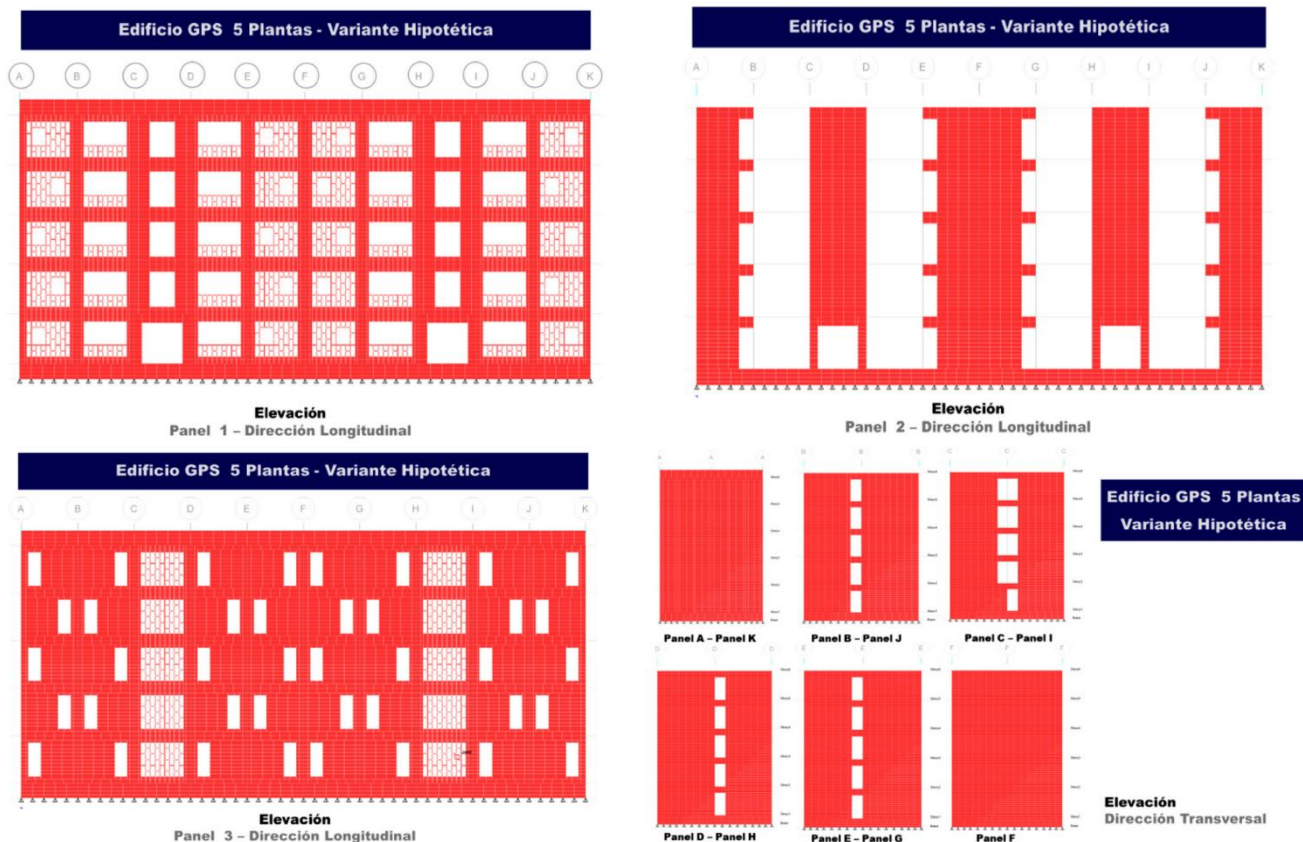 Edificio GPS 5 Plantas - Variante Hipotética
A B C D E F G H I J K
Elevación
Panel 1 – Dirección Longitudinal
Edificio GPS 5 Plantas - Variante Hipotética
A B C D E F G H I J K
Elevación
Panel 2 – Dirección Longitudinal
Edificio GPS 5 Plantas - Variante Hipotética
A B C D E F G H I J K
Elevación
Panel 3 – Dirección Longitudinal
A A A
B B B
C C C
Panel A – Panel K
Panel B – Panel J
Panel C – Panel I
D D D
E E E
F F F
Panel D – Panel H
Panel E – Panel G
Panel F
Edificio GPS 5 Plantas
Variante Hipotética
Elevación
Dirección Transversal